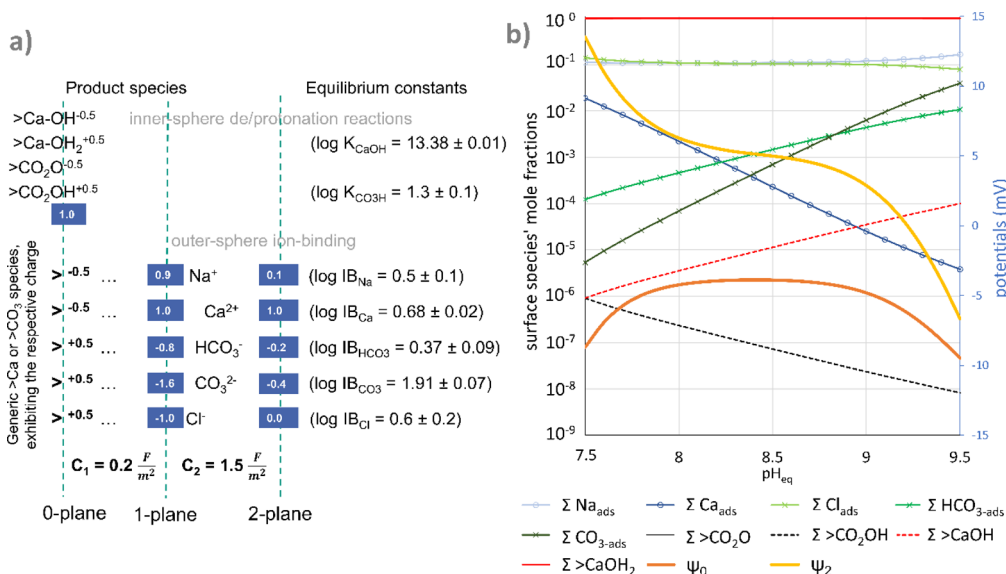 a)
Product species
Equilibrium constants
>Ca-OH-0.5
inner-sphere de/protonation reactions
>Ca-OH2+0.5
(log KCaOH = 13.38 ± 0.01)
>CO2O-0.5
>CO2OH+0.5
(log KCO3H = 1.3 ± 0.1)
1.0
outer-sphere ion-binding
Generic >Ca or >CO3 species,
exhibiting the respective charge
> -0.5 ... 0.9 Na+ 0.1 (log IBNa = 0.5 ± 0.1)
> -0.5 ... 1.0 Ca2+ 1.0 (log IBCa = 0.68 ± 0.02)
> +0.5 ... -0.8 HCO3- -0.2 (log IBHCO3 = 0.37 ± 0.09)
> +0.5 ... -1.6 CO32- -0.4 (log IBCO3 = 1.91 ± 0.07)
> +0.5 ... -1.0 Cl- 0.0 (log IBCl = 0.6 ± 0.2)
C1 = 0.2 F/m2 C2 = 1.5 F/m2
0-plane 1-plane 2-plane
b)
surface species' mole fractions
10 0
10-1
10-2
10-3
10-4
10-5
10-6
10-7
10-8
10-9
15
10
5
0
-5
-10
-15
potentials (mV)
7.5 8 8.5 9 9.5
pHeq
Σ Naads Σ Caads Σ Clads Σ HCO3-ads
Σ CO3-ads Σ >CO2O Σ >CO2OH Σ >CaOH
Σ >CaOH2 Ψ0 Ψ2